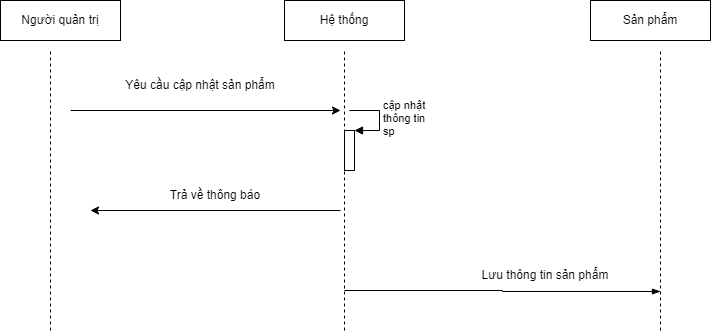 Người quản trị
Hệ thống
Sản phẩm
Yêu cầu cập nhật sản phẩm
cập nhật
thông tin
sp
Trả về thông báo
Lưu thông tin sản phẩm